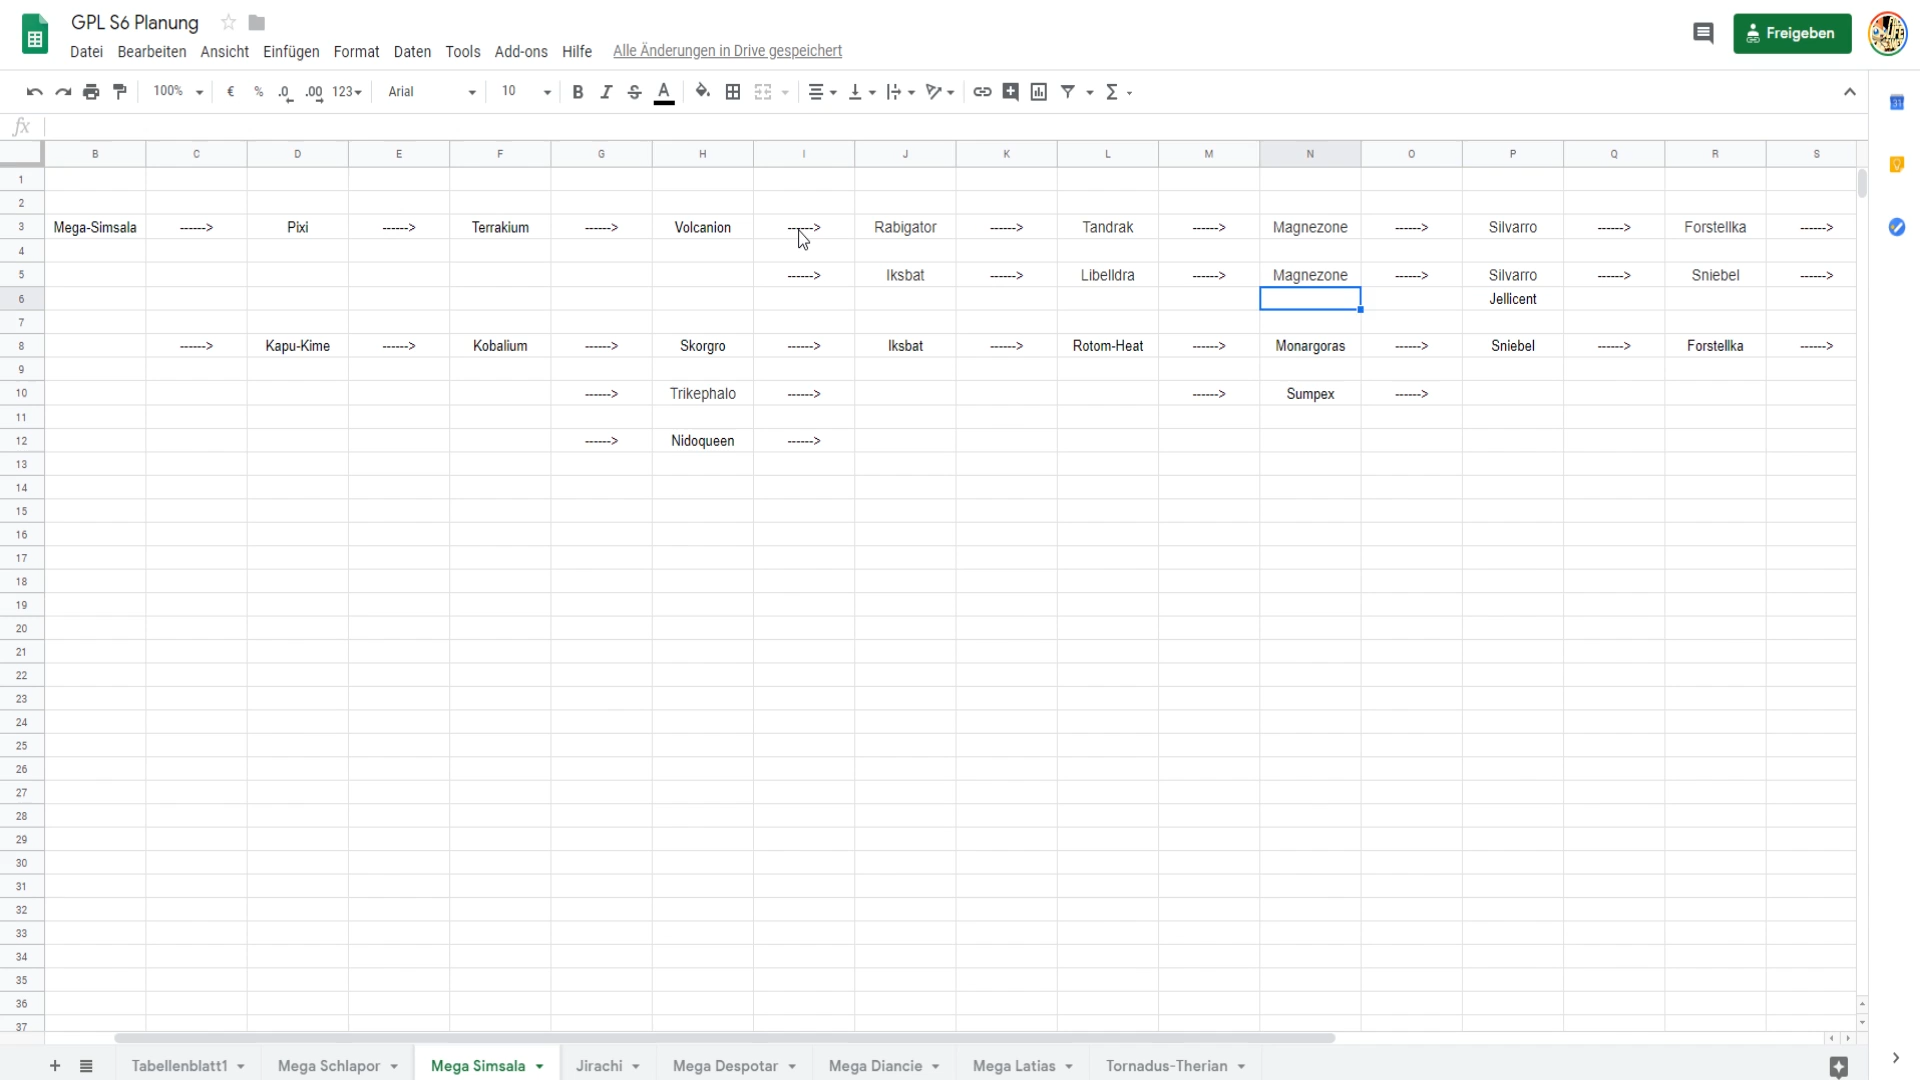 GPL S6 Planung
Datei Bearbeiten Ansicht Einfügen Format Daten Tools Add-ons Hilfe Alle Änderungen in Drive gespeichert
Freigeben
100% € % .0 .00 123 Arial 10 B I S A
fx
B C D E F G H I J K L M N O P Q R S
1
2
3 Mega-Simsala ------> Pixi ------> Terrakium ------> Volcanion ------> Rabigator ------> Tandrak ------> Magnezone ------> Silvarro ------> Forstellka ------>
4
5 ------> Iksbat ------> Libelldra ------> Magnezone ------> Silvarro ------> Sniebel ------>
6 Jellicent
7
8 ------> Kapu-Kime ------> Kobalium ------> Skorgro ------> Iksbat ------> Rotom-Heat ------> Monargoras ------> Sniebel ------> Forstellka ------>
9
10 ------> Trikephalo ------> ------> Sumpex ------>
11
12 ------> Nidoqueen ------>
13
14
15
16
17
18
19
20
21
22
23
24
25
26
27
28
29
30
31
32
33
34
35
36
37
Tabellenblatt1 Mega Schlapor Mega Simsala Jirachi Mega Despotar Mega Diancie Mega Latias Tornadus-Therian